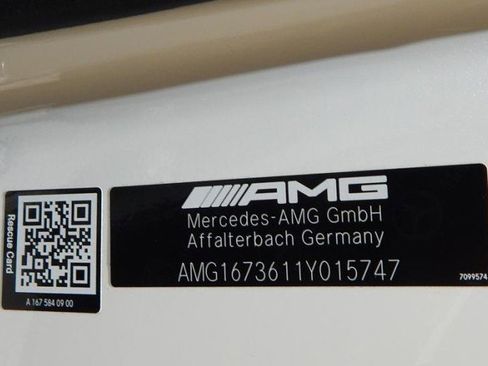 AMG
Mercedes-AMG GmbH
Affalterbach Germany
AMG1673611Y015747
7099574
Rescue Card
A 167 584 09 00